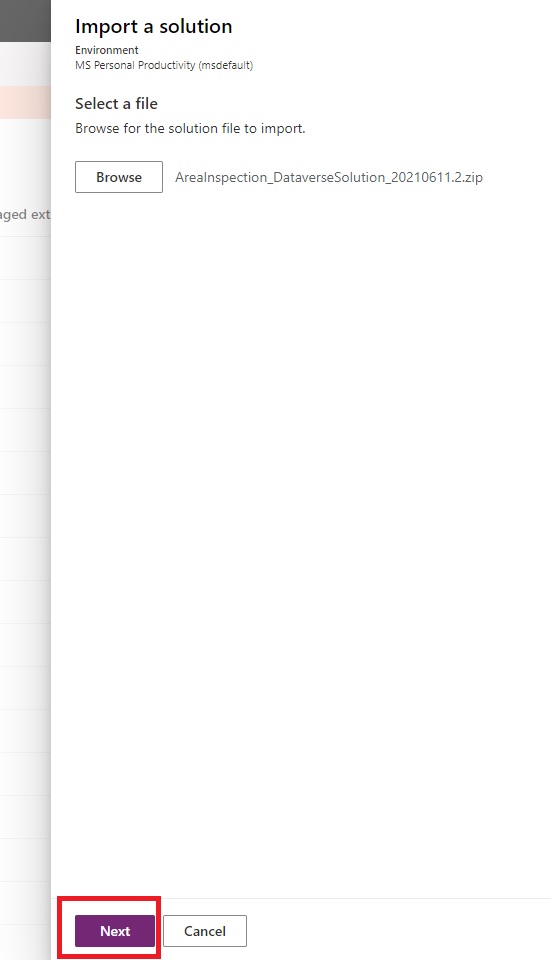 Import a solution
Environment
MS Personal Productivity (msdefault)
Select a file
Browse for the solution file to import.
Browse AreaInspection_DataverseSolution_20210611.2.zip
aged ext
Next Cancel